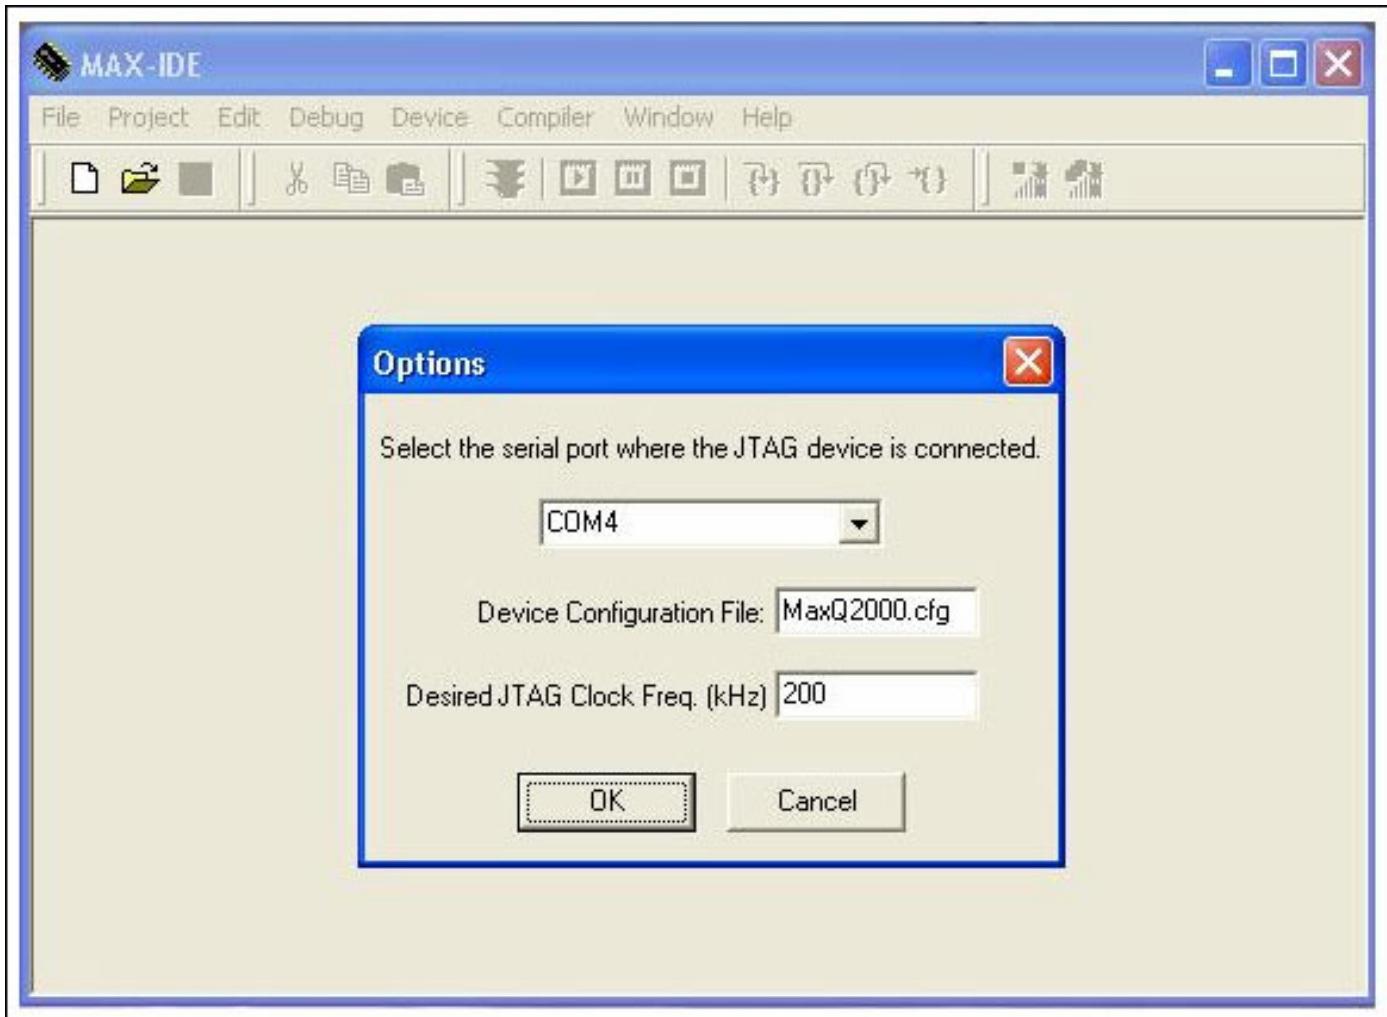 MAX-IDE
File Project Edit Debug Device Compiler Window Help
Options
Select the serial port where the JTAG device is connected.
COM4
Device Configuration File: MaxQ2000.cfg
Desired JTAG Clock Freq. (kHz) 200
OK Cancel